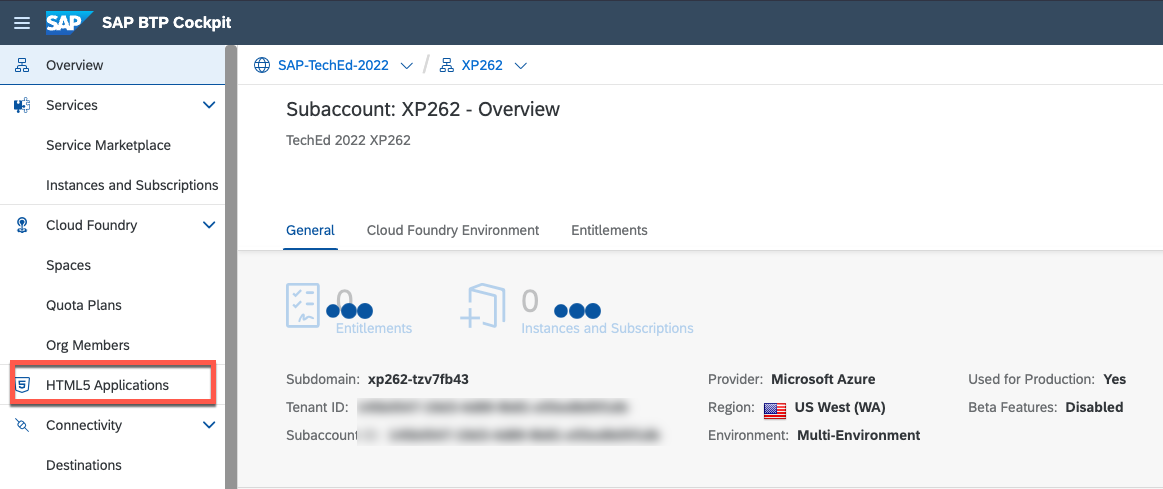 SAP SAP BTP Cockpit
Overview
Services
Service Marketplace
Instances and Subscriptions
Cloud Foundry
Spaces
Quota Plans
Org Members
5 HTML5 Applications
Connectivity
Destinations
SAP-TechEd-2022 / XP262
Subaccount: XP262 - Overview
TechEd 2022 XP262
General Cloud Foundry Environment Entitlements
0
Entitlements
0
Instances and Subscriptions
Subdomain: xp262-tzv7fb43
Tenant ID:
Subaccount
Provider: Microsoft Azure
Region: US West (WA)
Environment: Multi-Environment
Used for Production: Yes
Beta Features: Disabled